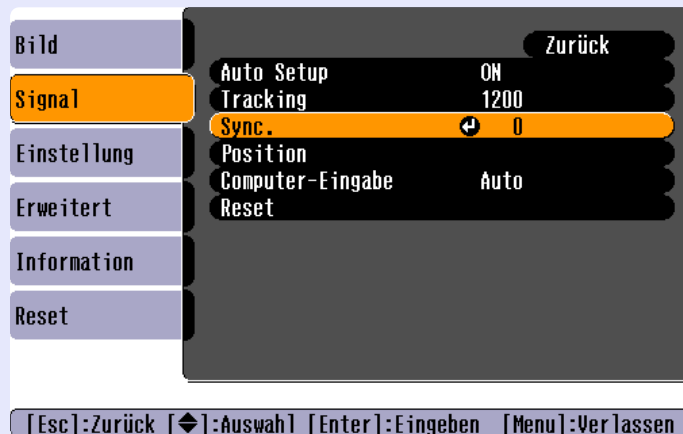 Bild
Signal
Einstellung
Erweitert
Information
Reset
Zurück
Auto Setup ON
Tracking 1200
Sync. 0
Position
Computer-Eingabe Auto
Reset
[Esc]:Zurück [◆]:Auswahl [Enter]:Eingeben [Menu]:Verlassen